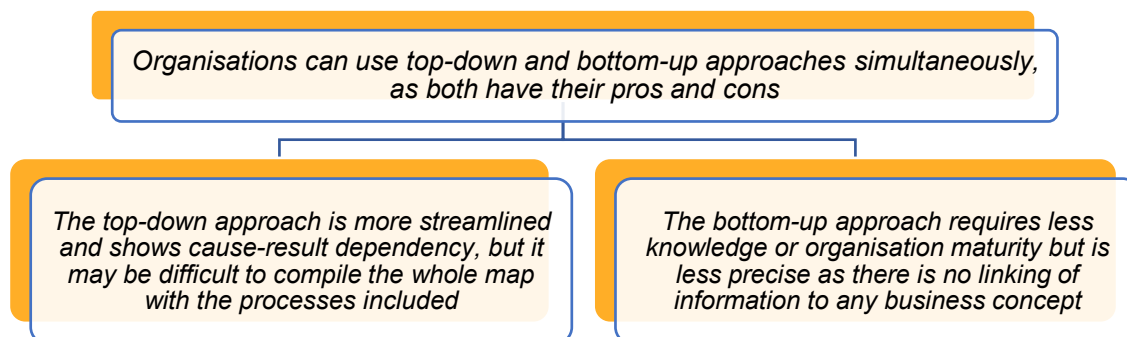 Organisations can use top-down and bottom-up approaches simultaneously,
as both have their pros and cons
The top-down approach is more streamlined
and shows cause-result dependency, but it
may be difficult to compile the whole map
with the processes included
The bottom-up approach requires less
knowledge or organisation maturity but is
less precise as there is no linking of
information to any business concept